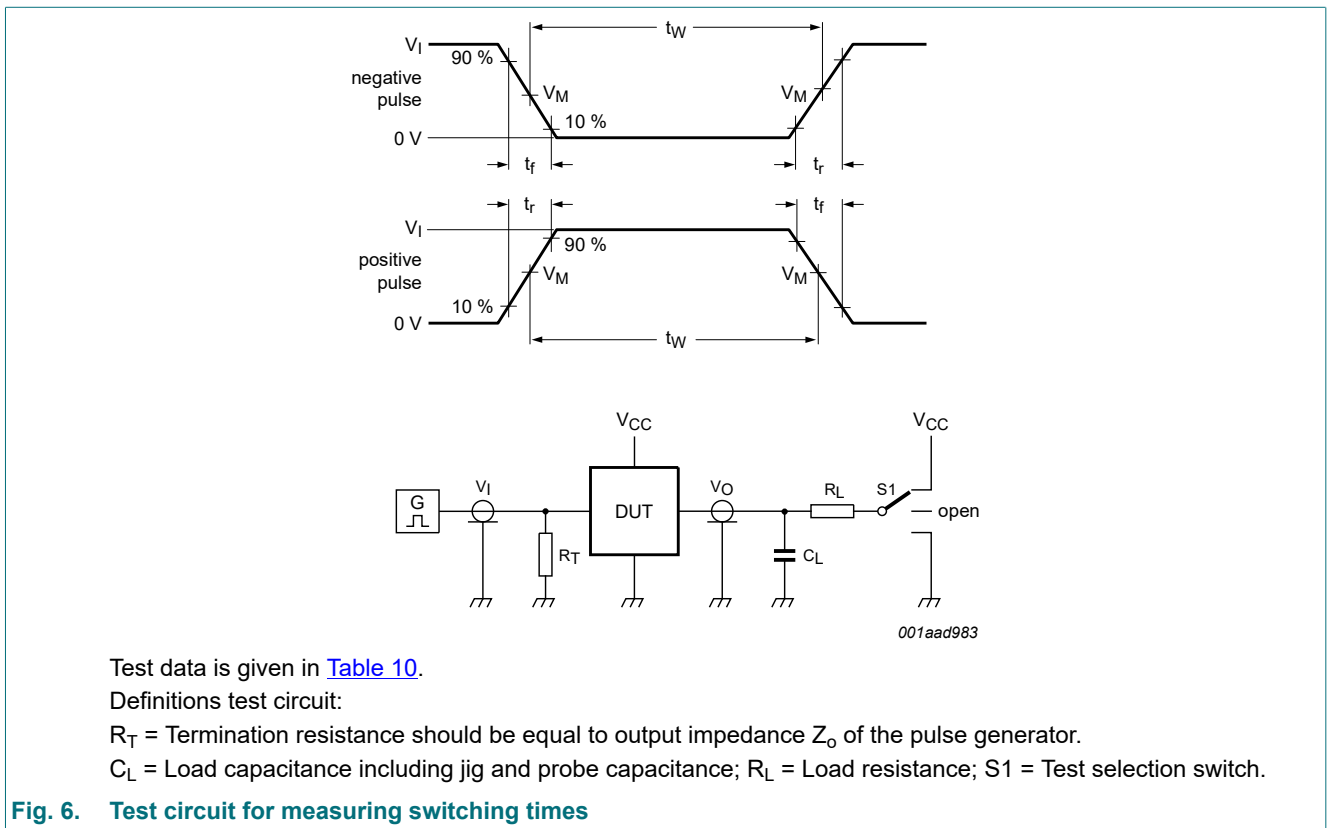 tW
VI
90 %
negative
pulse
VM
VM
10 %
0 V
tf
tr
tr
tf
VI
90 %
positive
pulse
VM
VM
10 %
0 V
tW
VCC
VCC
G
VI
DUT
VO
RL
S1
open
RT
CL
001aad983
Test data is given in Table 10.
Definitions test circuit:
RT = Termination resistance should be equal to output impedance Zo of the pulse generator.
CL = Load capacitance including jig and probe capacitance; RL = Load resistance; S1 = Test selection switch.
Fig. 6. Test circuit for measuring switching times